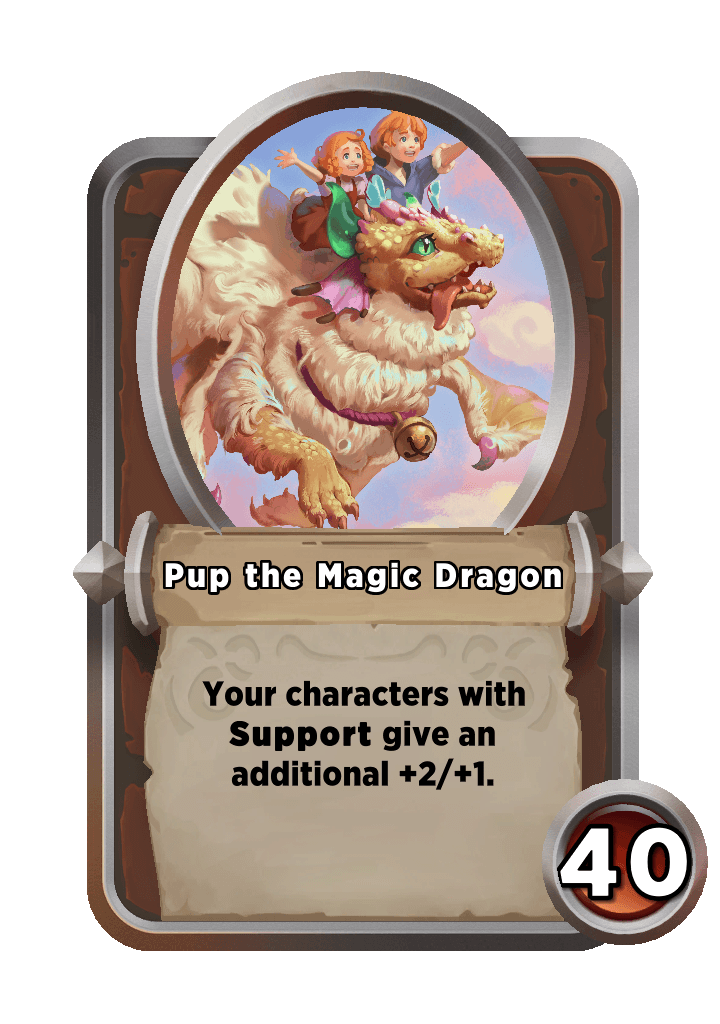 Pup the Magic Dragon
Your characters with
Support give an
additional +2/+1.
40